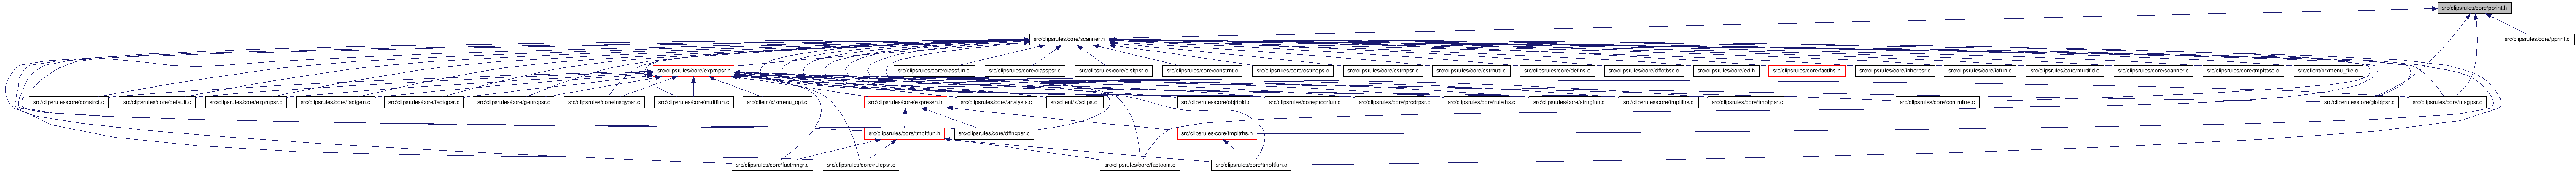 src/clipsrules/core/pprint.h
src/clipsrules/core/scanner.h
src/clipsrules/core/pprint.c
src/clipsrules/core/exprnpsr.h
src/clipsrules/core/classfun.c
src/clipsrules/core/classpsr.c
src/clipsrules/core/clsltpsr.c
src/clipsrules/core/constrnt.c
src/clipsrules/core/cstrnops.c
src/clipsrules/core/cstrnpsr.c
src/clipsrules/core/cstrnutl.c
src/clipsrules/core/defins.c
src/clipsrules/core/dffctbsc.c
src/clipsrules/core/ed.h
src/clipsrules/core/factlhs.h
src/clipsrules/core/inherpsr.c
src/clipsrules/core/iofun.c
src/clipsrules/core/multifld.c
src/clipsrules/core/scanner.c
src/clipsrules/core/tmpltbsc.c
src/client/x/xmenu_file.c
src/clipsrules/core/constrct.c
src/clipsrules/core/default.c
src/clipsrules/core/exprnpsr.c
src/clipsrules/core/factgen.c
src/clipsrules/core/factqpsr.c
src/clipsrules/core/genrcpsr.c
src/clipsrules/core/insqypsr.c
src/clipsrules/core/multifun.c
src/client/x/xmenu_opt.c
src/clipsrules/core/expressn.h
src/clipsrules/core/analysis.c
src/client/x/xclips.c
src/clipsrules/core/objrtbld.c
src/clipsrules/core/prcdrfun.c
src/clipsrules/core/prcdrpsr.c
src/clipsrules/core/rulelhs.c
src/clipsrules/core/strngfun.c
src/clipsrules/core/tmpltlhs.c
src/clipsrules/core/tmpltpsr.c
src/clipsrules/core/commline.c
src/clipsrules/core/globlpsr.c
src/clipsrules/core/msgpsr.c
src/clipsrules/core/tmpltfun.h
src/clipsrules/core/dffnxpsr.c
src/clipsrules/core/tmpltrhs.h
src/clipsrules/core/factmngr.c
src/clipsrules/core/rulepsr.c
src/clipsrules/core/factcom.c
src/clipsrules/core/tmpltfun.c